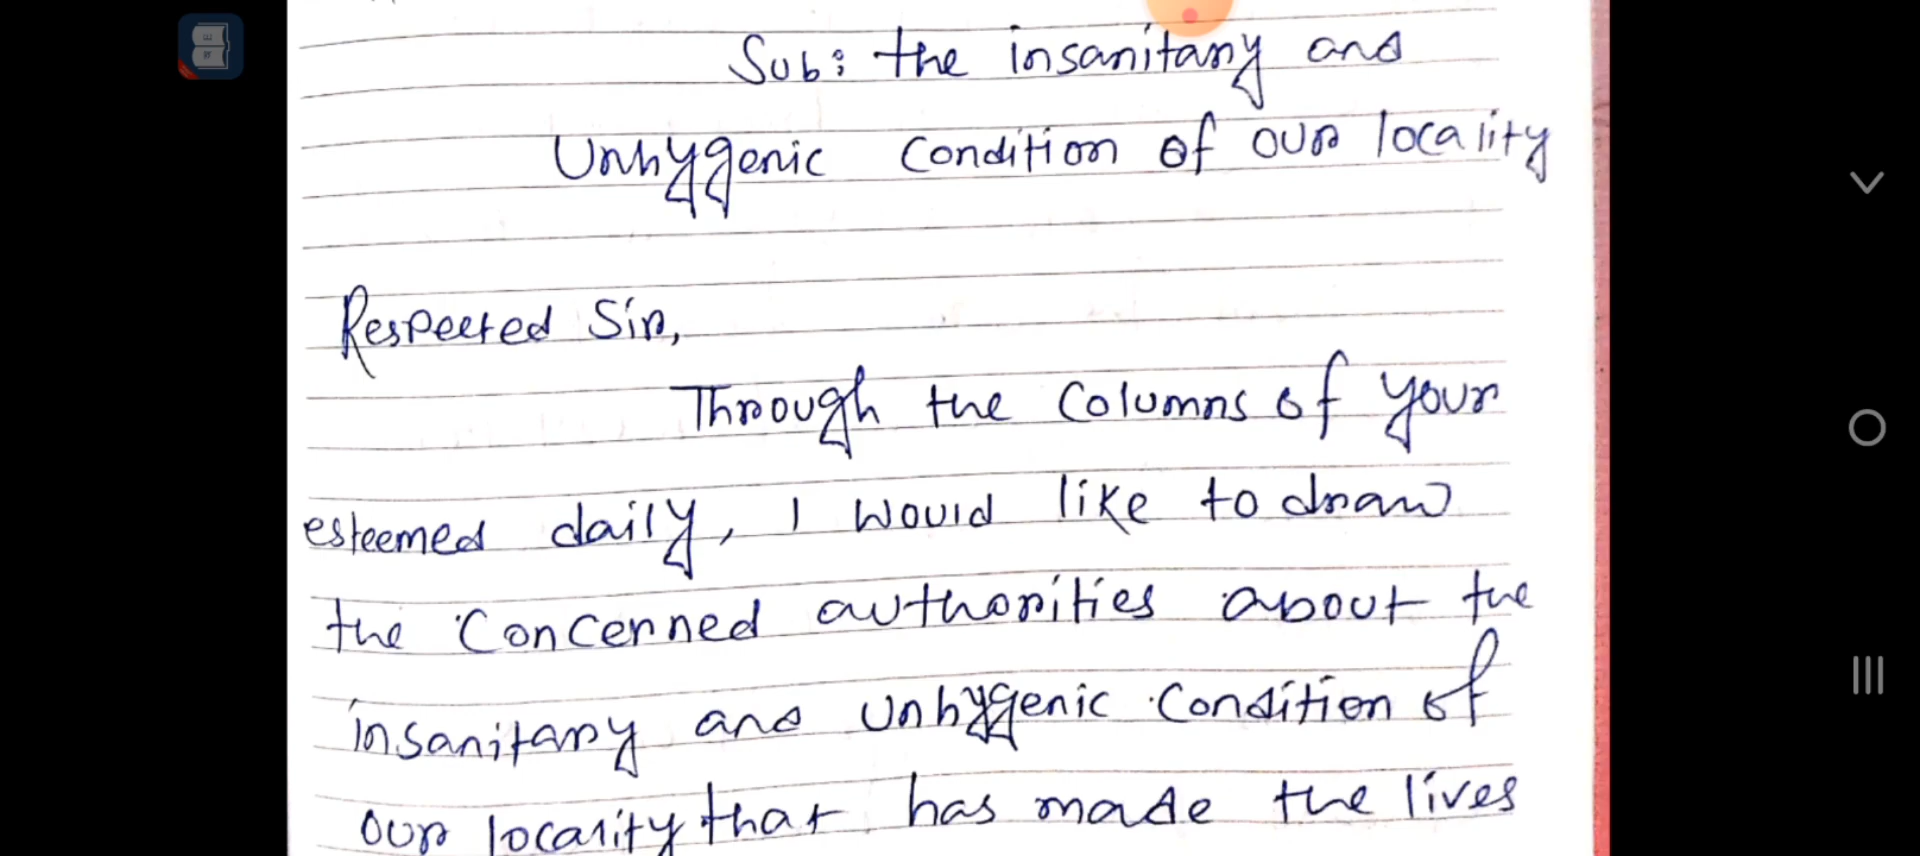 Sub: the insanitary and
Unhygenic Condition of our locality
Respected Sir,
Through the Columns of your
esteemed daily, I would like to draw
the Concerned authorities about the
insanitary and unhygenic Condition of
our locality that has made the lives